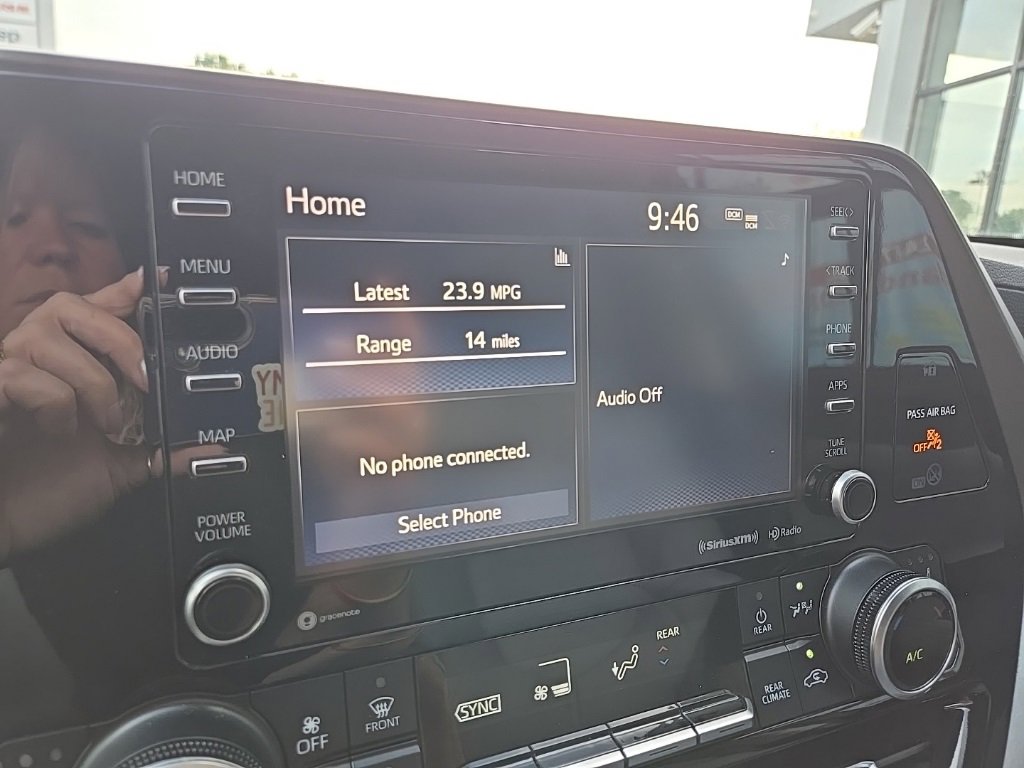 HOME
MENU
AUDIO
MAP
POWER
VOLUME
Home
9:46
DCM
DCM
Latest 23.9 MPG
Range 14 miles
No phone connected.
Select Phone
♪
Audio Off
SEEK>
<TRACK
PHONE
APPS
TUNE
SCROLL
PASS AIR BAG
OFF 2
((SiriusXM))
HD Radio
gracenote
OFF
FRONT
SYNC
REAR
REAR
REAR
CLIMATE
A/C